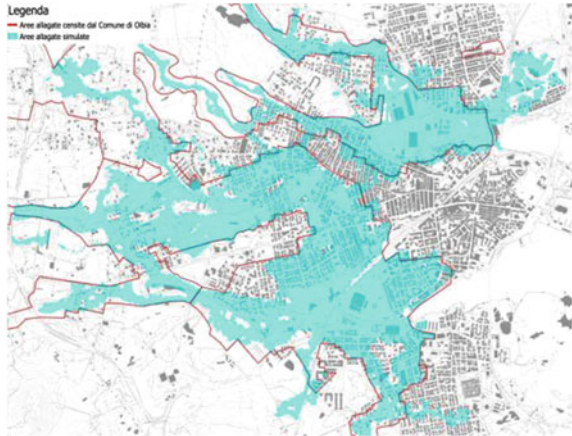 Legenda
Aree allagate censite dal Comune di Olbia
Aree allagate simulate